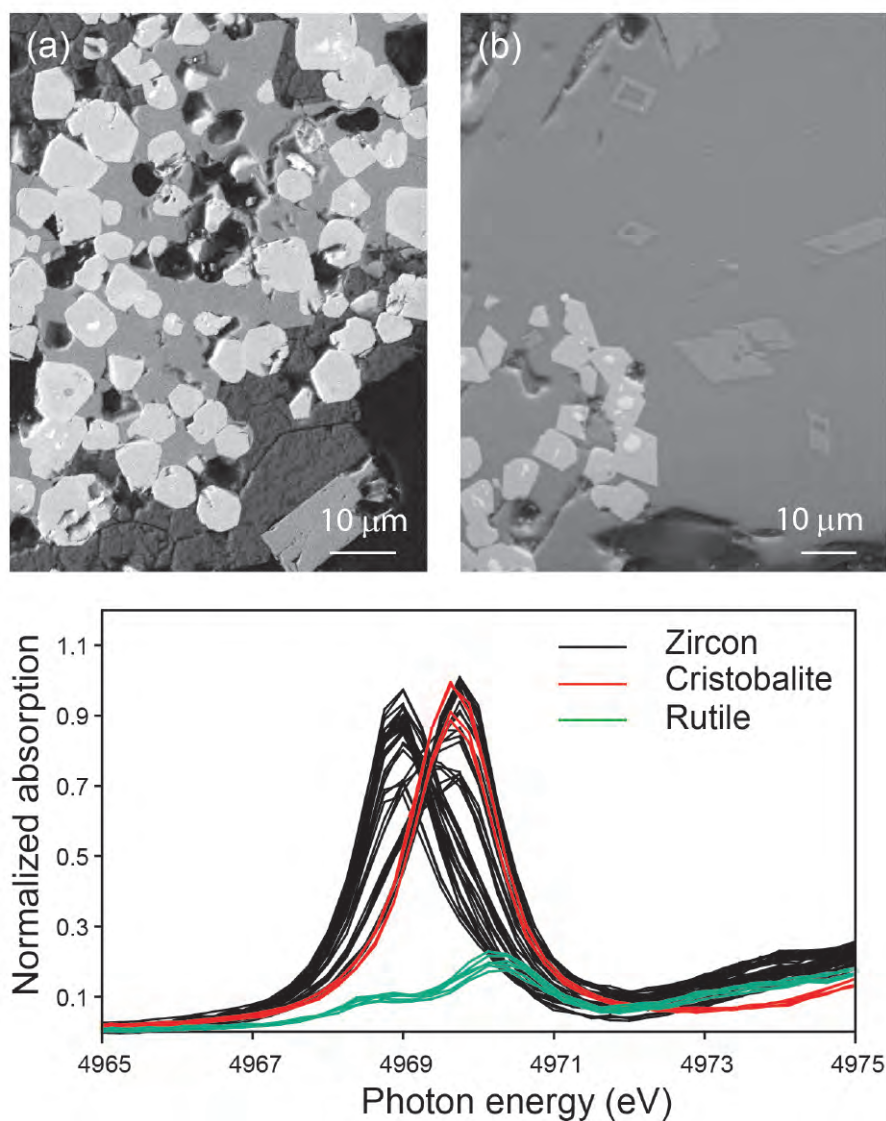 (a)
(b)
10 μm
10 μm
Zircon
Cristobalite
Rutile
1.1
0.9
0.7
0.5
0.3
0.1
Normalized absorption
4965
4967
4969
4971
4973
4975
Photon energy (eV)